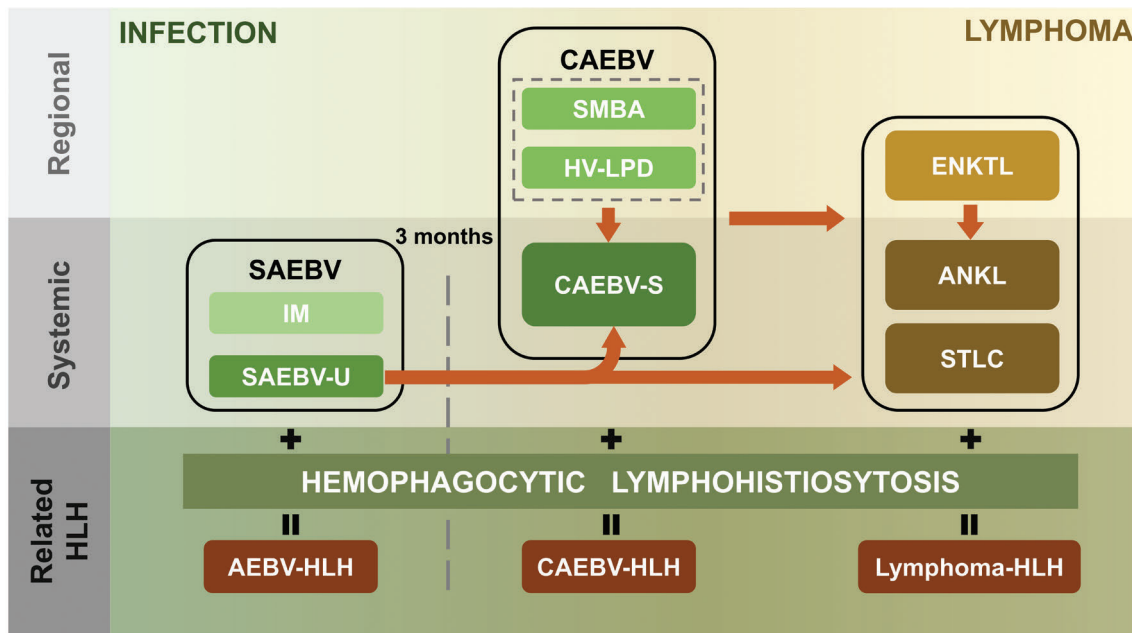 INFECTION
LYMPHOMA
Regional
Systemic
Related
HLH
CAEBV
SMBA
HV-LPD
CAEBV-S
3 months
SAEBV
IM
SAEBV-U
ENKTL
ANKL
STLC
+
+
+
HEMOPHAGOCYTIC LYMPHOHISTIOSYTOSIS
=
=
=
AEBV-HLH
CAEBV-HLH
Lymphoma-HLH